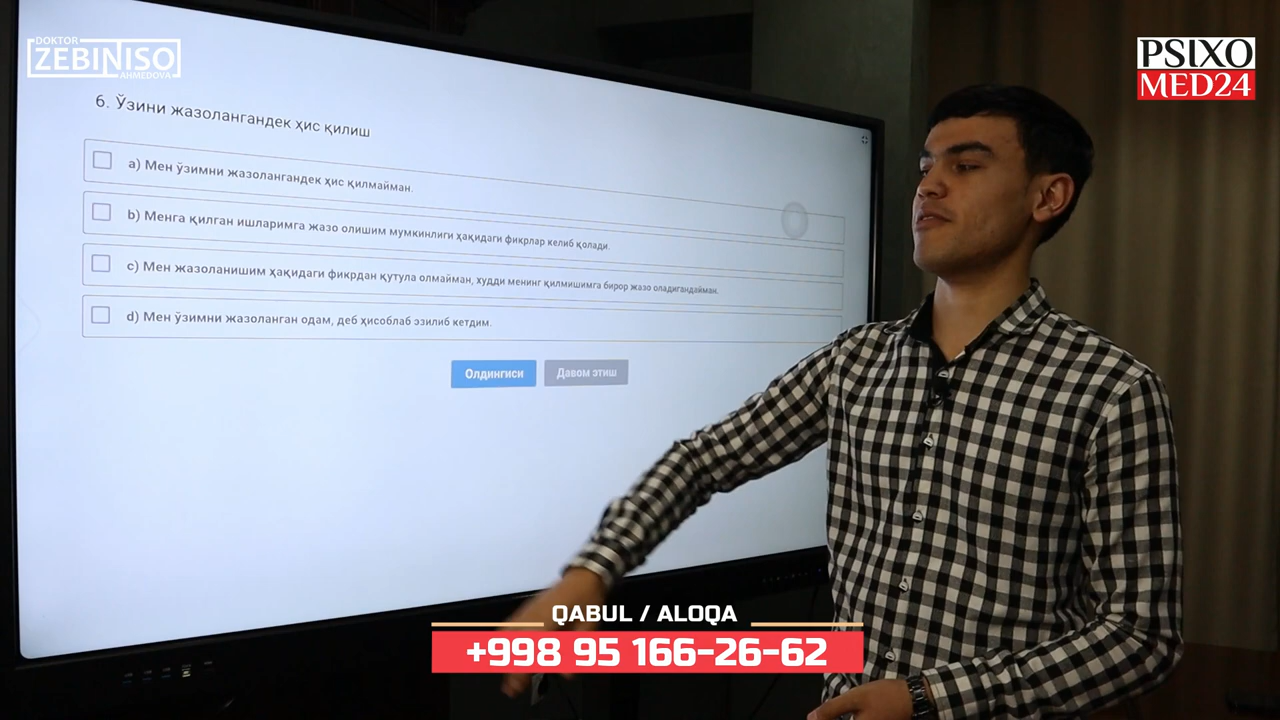 DOKTOR
ZEBINISO
AHMEDOVA
PSIXO
MED24
6. Ўзини жазолангандек ҳис қилиш
a) Мен ўзимни жазолангандек ҳис қилмайман.
b) Менга қилган ишларимга жазо олишим мумкинлиги ҳақидаги фикрлар келиб қолади.
c) Мен жазоланишим ҳақидаги фикрдан қутула олмайман, худди менинг қилмишимга бирор жазо оладигандайман.
d) Мен ўзимни жазоланган одам, деб ҳисоблаб эзилиб кетдим.
Олдингиси
Давом этиш
QABUL / ALOQA
+998 95 166-26-62